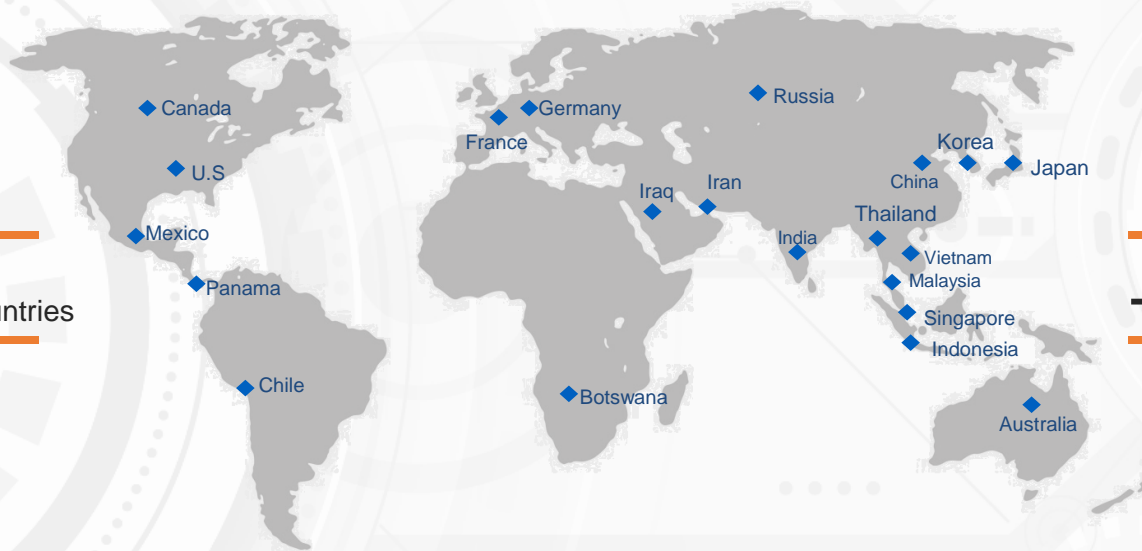 Canada
Germany
Russia
France
Korea
U.S
Japan
China
Iraq
Iran
Thailand
Mexico
India
Vietnam
Malaysia
Panama
Singapore
Indonesia
Chile
Botswana
Australia